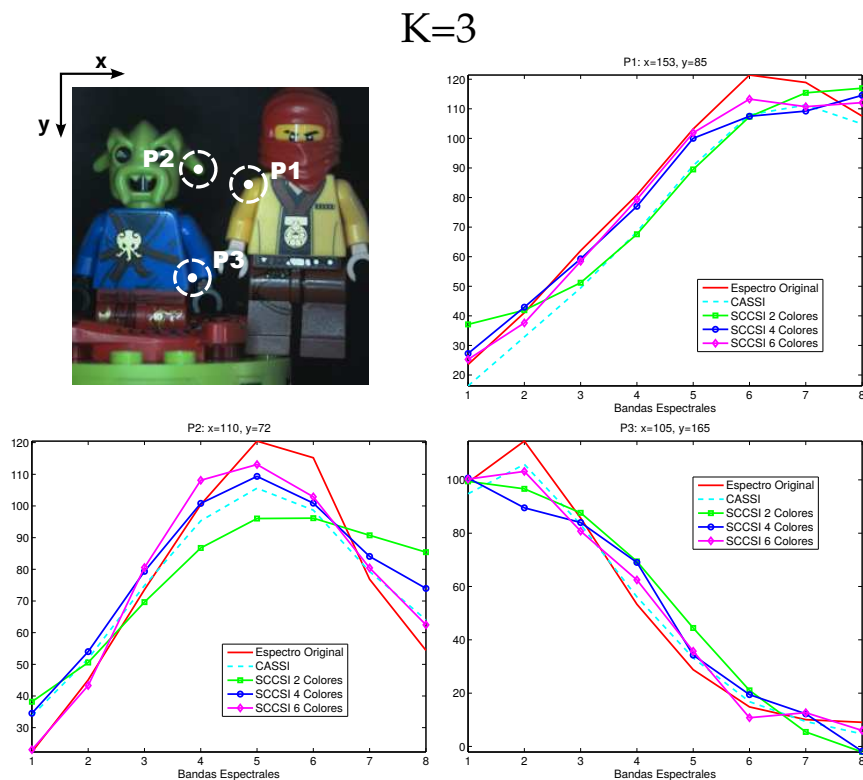 K=3
x
y
P2
P1
P3
P1: x=153, y=85
120
110
100
90
80
70
60
50
40
30
20
1 2 3 4 5 6 7 8
Bandas Espectrales
Espectro Original
CASSI
SCCSI 2 Colores
SCCSI 4 Colores
SCCSI 6 Colores
P2: x=110, y=72
120
110
100
90
80
70
60
50
40
30
1 2 3 4 5 6 7 8
Bandas Espectrales
Espectro Original
CASSI
SCCSI 2 Colores
SCCSI 4 Colores
SCCSI 6 Colores
P3: x=105, y=165
100
80
60
40
20
0
1 2 3 4 5 6 7 8
Bandas Espectrales
Espectro Original
CASSI
SCCSI 2 Colores
SCCSI 4 Colores
SCCSI 6 Colores